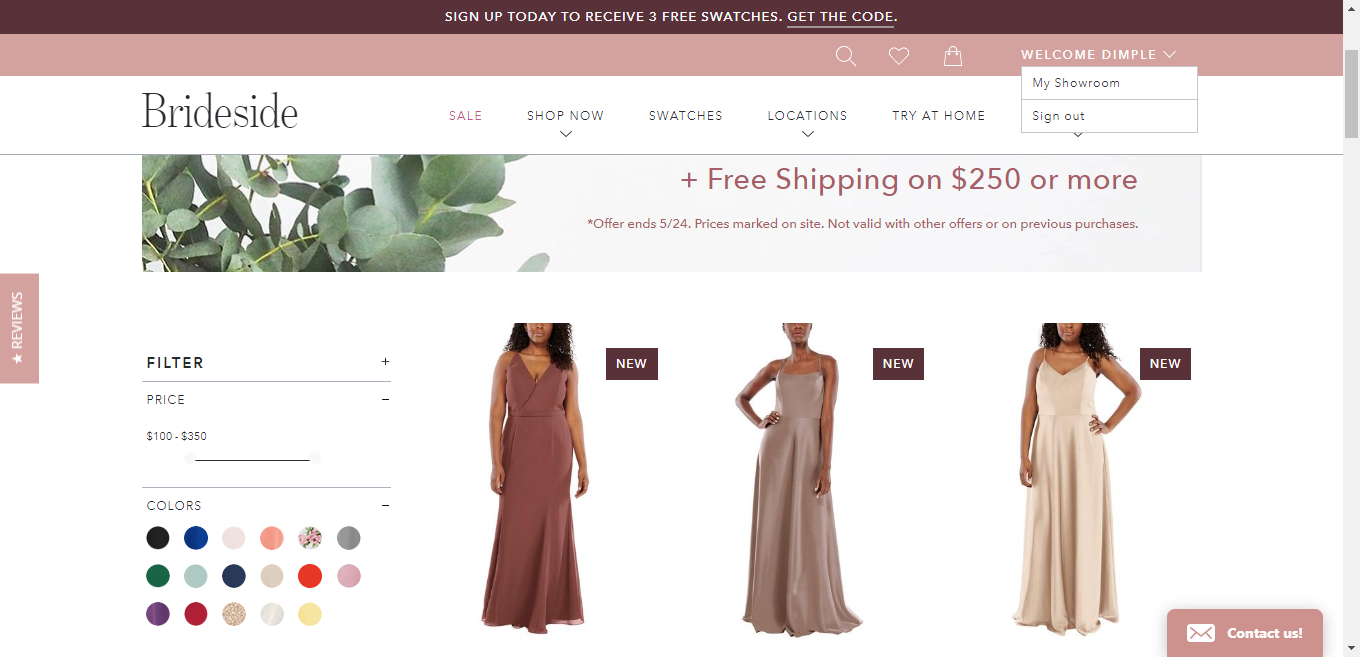 SIGN UP TODAY TO RECEIVE 3 FREE SWATCHES. GET THE CODE.
WELCOME DIMPLE
My Showroom
Sign out
Brideside
SALE
SHOP NOW
SWATCHES
LOCATIONS
TRY AT HOME
+ Free Shipping on $250 or more
*Offer ends 5/24. Prices marked on site. Not valid with other offers or on previous purchases.
★ REVIEWS
FILTER +
PRICE −
$100 - $350
COLORS −
NEW
NEW
NEW
Contact us!